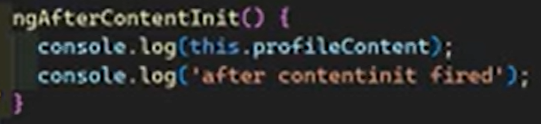 ngAfterContentInit() {
console.log(this.profileContent);
console.log('after contentinit fired');
}